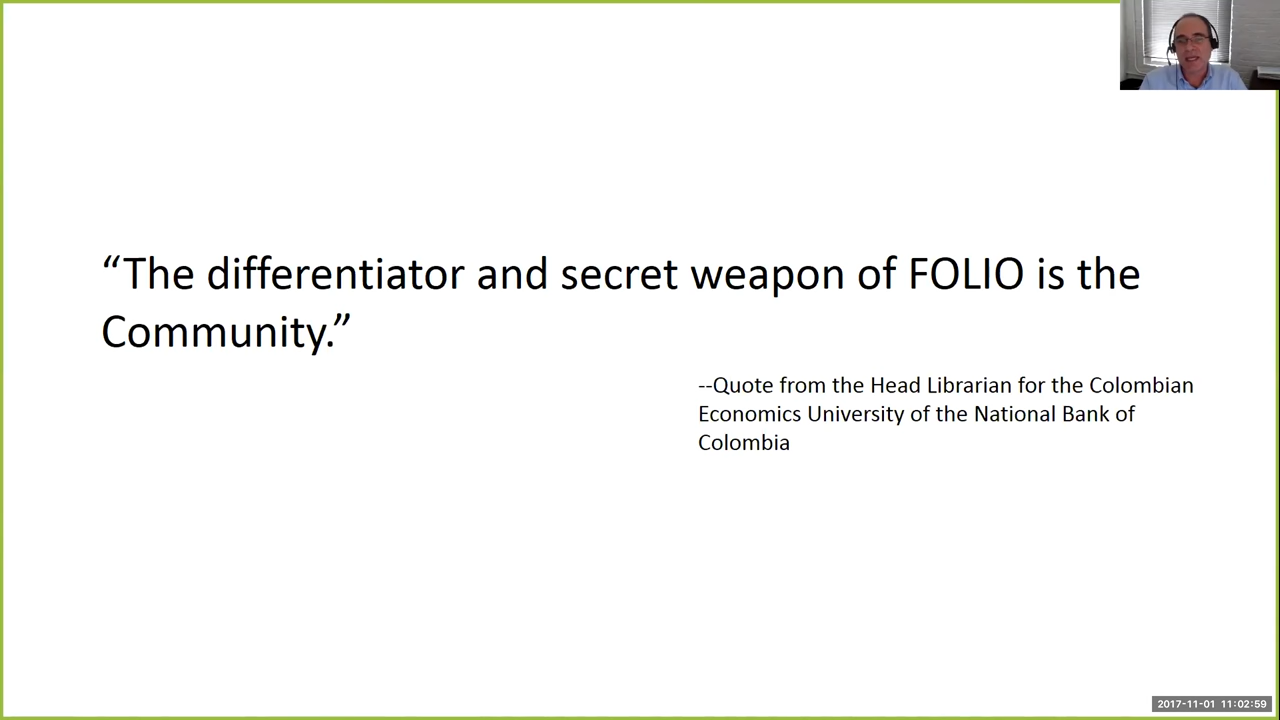 “The differentiator and secret weapon of FOLIO is the
Community.”
--Quote from the Head Librarian for the Colombian
Economics University of the National Bank of
Colombia
2017-11-01 11:02:59